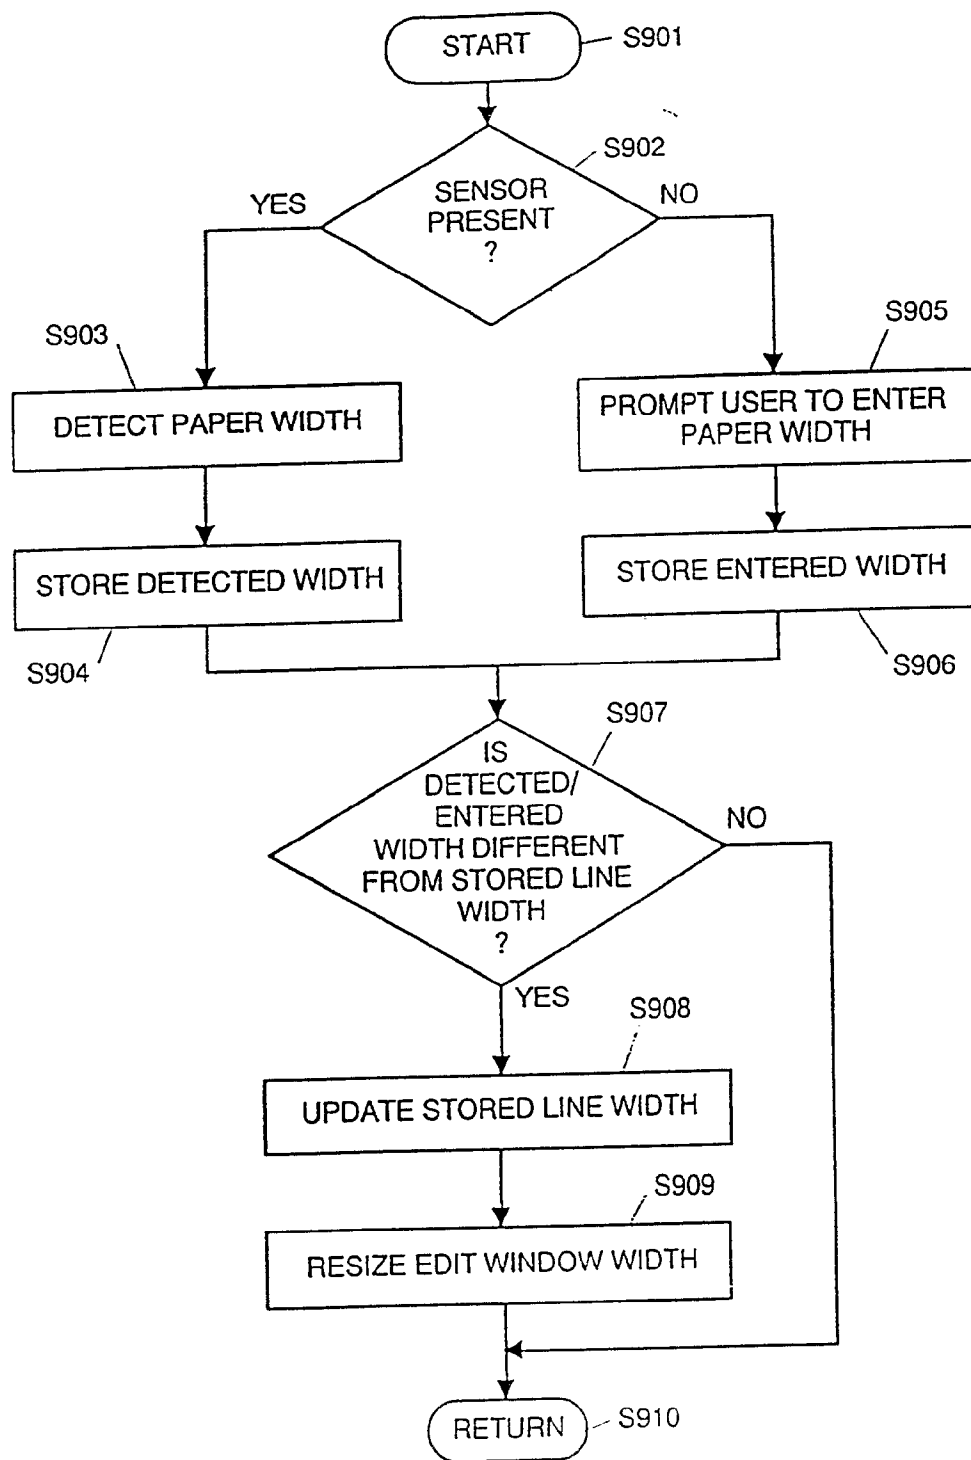 START
S901
S902
SENSOR
PRESENT
?
YES
NO
S903
S905
DETECT PAPER WIDTH
PROMPT USER TO ENTER
PAPER WIDTH
STORE DETECTED WIDTH
STORE ENTERED WIDTH
S904
S906
S907
IS
DETECTED/
ENTERED
WIDTH DIFFERENT
FROM STORED LINE
WIDTH
?
NO
YES
S908
UPDATE STORED LINE WIDTH
S909
RESIZE EDIT WINDOW WIDTH
RETURN
S910